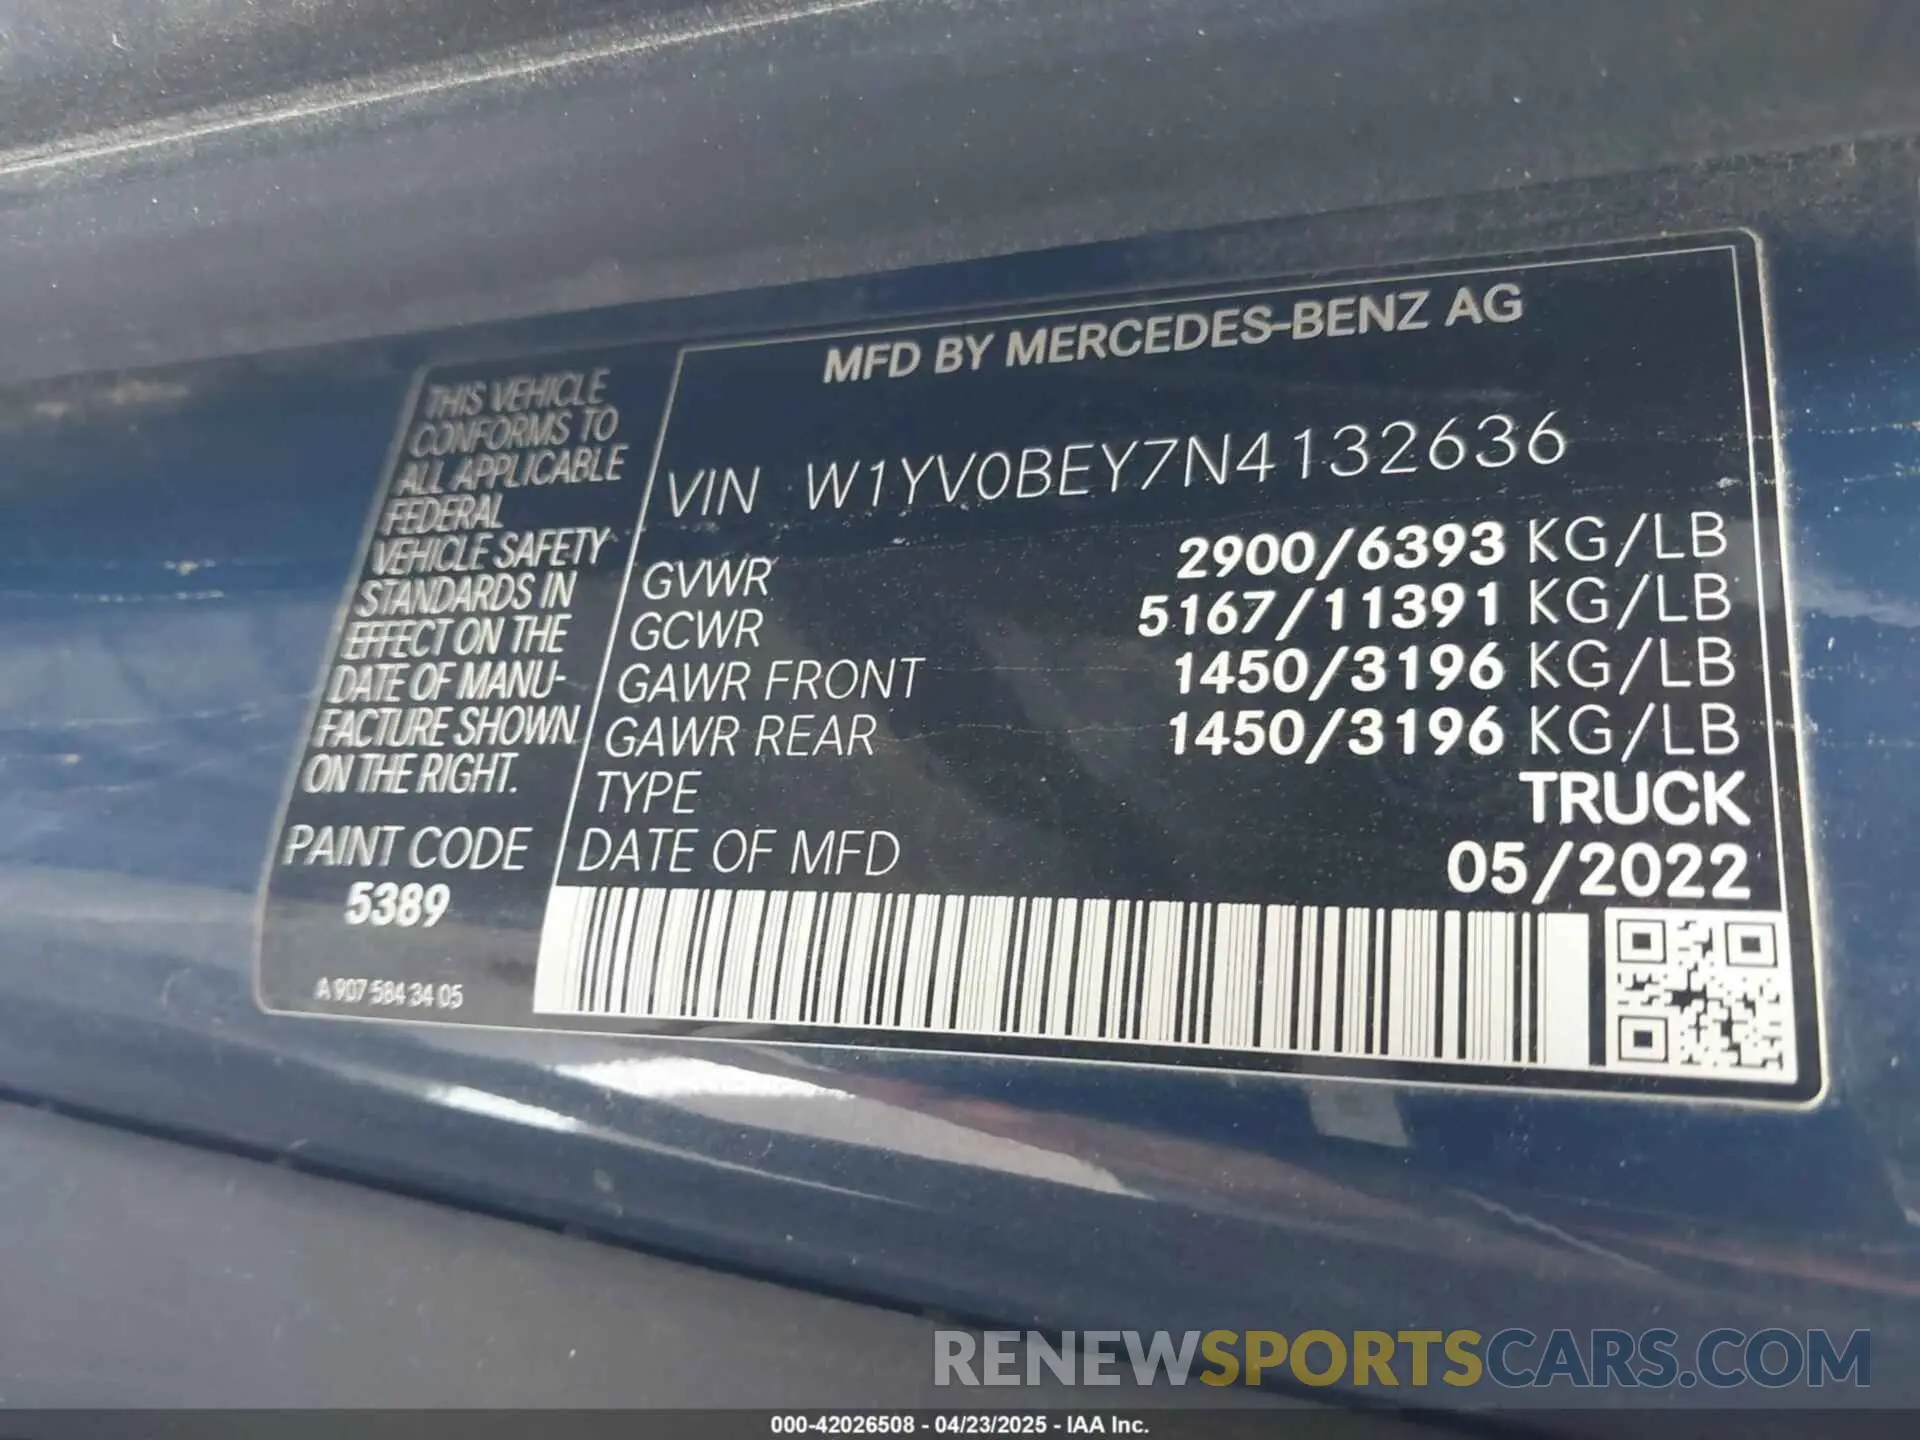 THIS VEHICLE
CONFORMS TO
ALL APPLICABLE
FEDERAL
VEHICLE SAFETY
STANDARDS IN
EFFECT ON THE
DATE OF MANU-
FACTURE SHOWN
ON THE RIGHT.
PAINT CODE
5389
A 907 584 34 05
MFD BY MERCEDES-BENZ AG
VIN W1YV0BEY7N4132636
GVWR 2900/6393 KG/LB
GCWR 5167/11391 KG/LB
GAWR FRONT 1450/3196 KG/LB
GAWR REAR 1450/3196 KG/LB
TYPE TRUCK
DATE OF MFD 05/2022
RENEWSPORTSCARS.COM
000-42026508 - 04/23/2025 - IAA Inc.